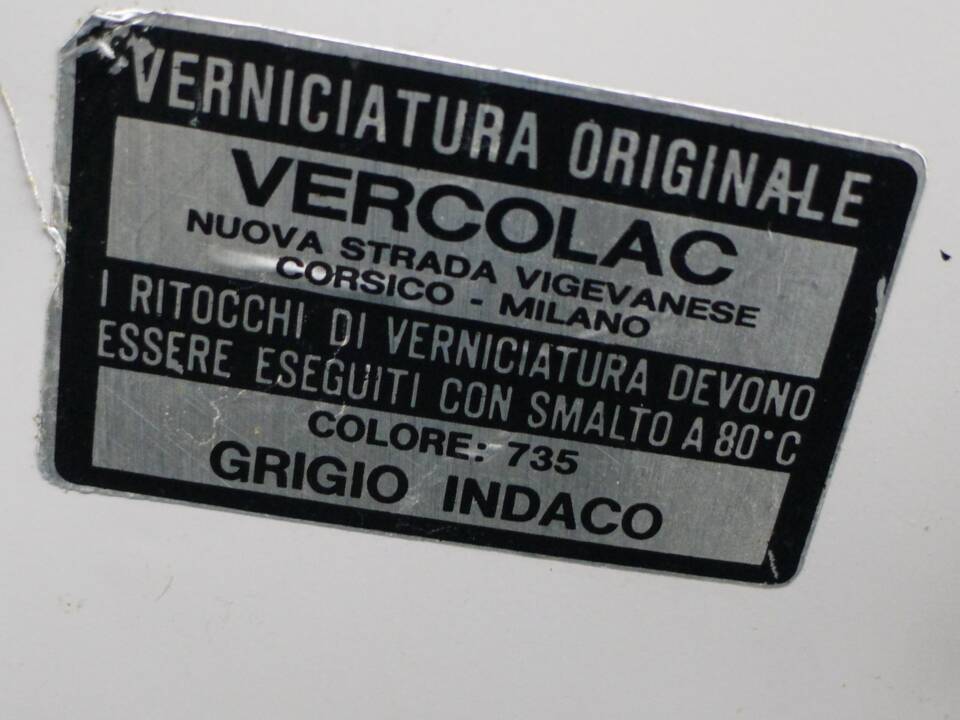 VERNICIATURA ORIGINALE
VERCOLAC
NUOVA STRADA VIGEVANESE
CORSICO - MILANO
I RITOCCHI DI VERNICIATURA DEVONO
ESSERE ESEGUITI CON SMALTO A 80°C
COLORE: 735
GRIGIO INDACO